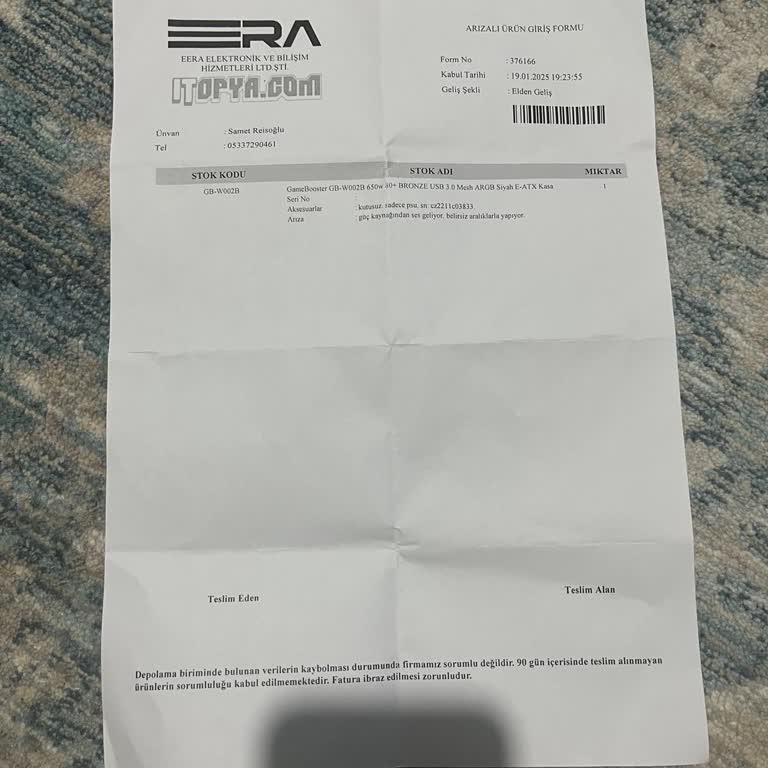 ERA
EERA ELEKTRONİK VE BİLİŞİM
HİZMETLERİ LTD.ŞTİ.
ITOPYA.COM
ARIZALI ÜRÜN GİRİŞ FORMU
Form No : 376166
Kabul Tarihi : 19.01.2025 19:23:55
Geliş Şekli : Elden Geliş
Ünvan : Samet Reisoğlu
Tel : 05337290461
STOK KODU STOK ADI MIKTAR
GB-W002B GameBooster GB-W002B 650w 80+ BRONZE USB 3.0 Mesh ARGB Siyah E-ATX Kasa 1
Seri No
Aksesuarlar : kutusuz. sadece psu, sn: cz2211c03833.
Arıza : güç kaynağından ses geliyor, belirsiz aralıklarla yapıyor.
Teslim Eden Teslim Alan
Depolama biriminde bulunan verilerin kaybolması durumunda firmamız sorumlu değildir. 90 gün içerisinde teslim alınmayan
ürünlerin sorumluluğu kabul edilmemektedir. Fatura ibraz edilmesi zorunludur.